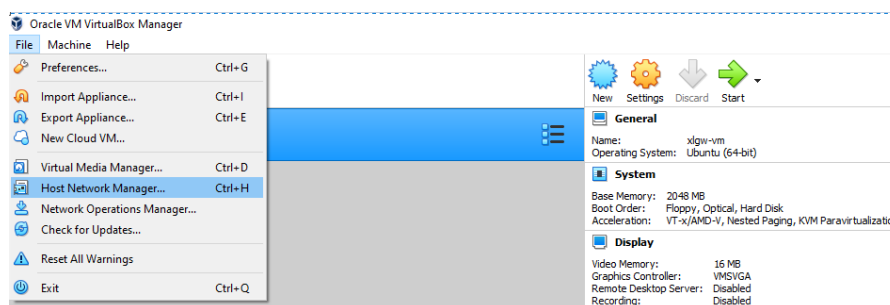 Oracle VM VirtualBox Manager
File Machine Help
Preferences... Ctrl+G
Import Appliance... Ctrl+I
Export Appliance... Ctrl+E
New Cloud VM...
Virtual Media Manager... Ctrl+D
Host Network Manager... Ctrl+H
Network Operations Manager...
Check for Updates...
Reset All Warnings
Exit Ctrl+Q
New Settings Discard Start
General
Name: xlgw-vm
Operating System: Ubuntu (64-bit)
System
Base Memory: 2048 MB
Boot Order: Floppy, Optical, Hard Disk
Acceleration: VT-x/AMD-V, Nested Paging, KVM Paravirtualizatio
Display
Video Memory: 16 MB
Graphics Controller: VMSVGA
Remote Desktop Server: Disabled
Recording: Disabled